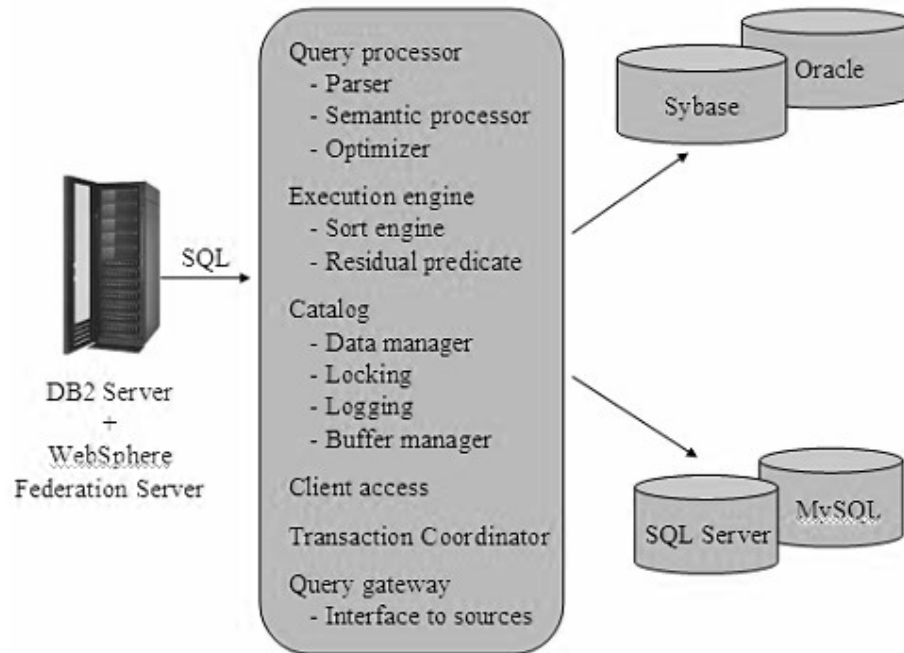 SQL
DB2 Server
+
WebSphere
Federation Server
Query processor
- Parser
- Semantic processor
- Optimizer
Execution engine
- Sort engine
- Residual predicate
Catalog
- Data manager
- Locking
- Logging
- Buffer manager
Client access
Transaction Coordinator
Query gateway
- Interface to sources
Oracle
Sybase
MySQL
SQL Server